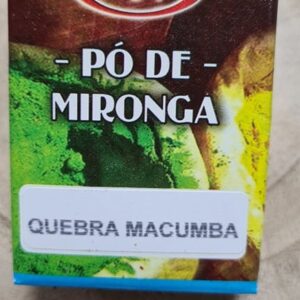 - PÓ DE -
MIRONGA
QUEBRA MACUMBA